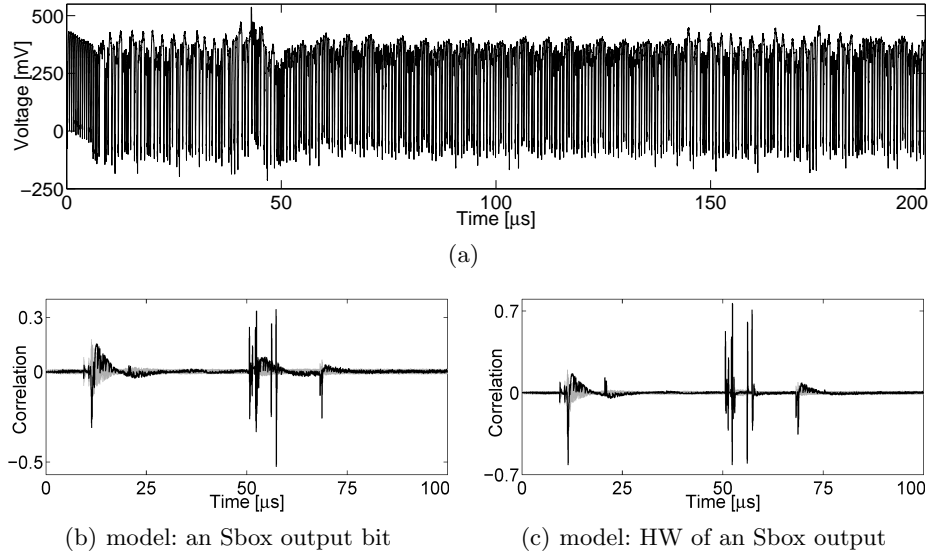 500
250
0
−250
Voltage [mV]
0 50 100 150 200
Time [μs]
(a)
0.3
0
−0.5
Correlation
0 25 50 75 100
Time [μs]
(b) model: an Sbox output bit
0.7
0
−0.7
Correlation
0 25 50 75 100
Time [μs]
(c) model: HW of an Sbox output